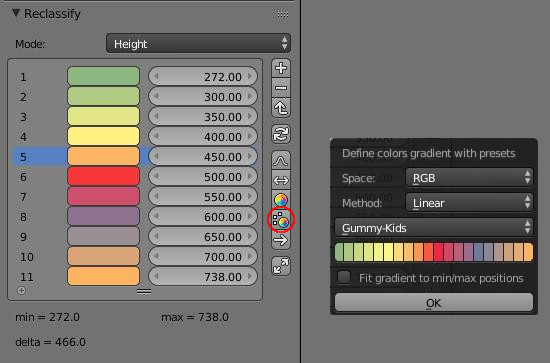 Reclassify
Mode: Height
1 272.00
2 300.00
3 350.00
4 400.00
5 450.00
6 500.00
7 550.00
8 600.00
9 650.00
10 700.00
11 738.00
min = 272.0 max = 738.0
delta = 466.0
Define colors gradient with presets
Space: RGB
Method: Linear
Gummy-Kids
Fit gradient to min/max positions
OK